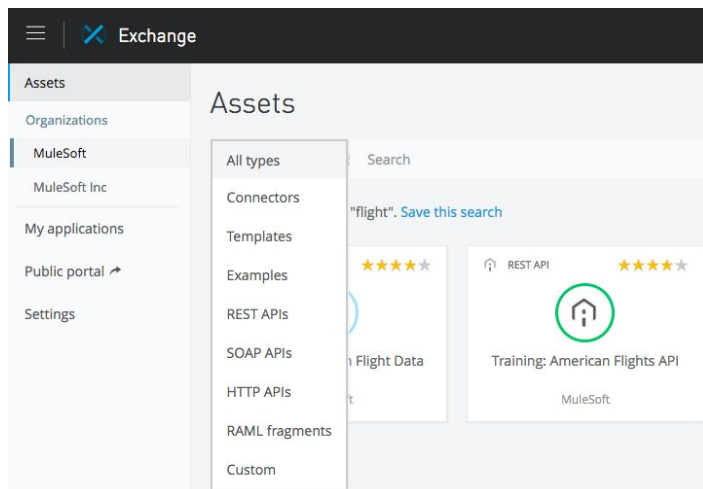 Exchange
Assets
Organizations
MuleSoft
MuleSoft Inc
My applications
Public portal
Settings
Assets
All types
Search
Connectors
Templates
Examples
REST APIs
SOAP APIs
HTTP APIs
RAML fragments
Custom
"flight". Save this search
Flight Data
REST API
Training: American Flights API
MuleSoft